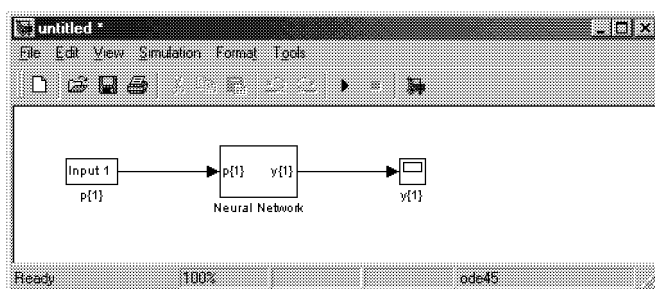 untitled *
File Edit View Simulation Format Tools
Input 1 p{1} y{1}
p{1} Neural Network y{1}
Ready 100% ode45